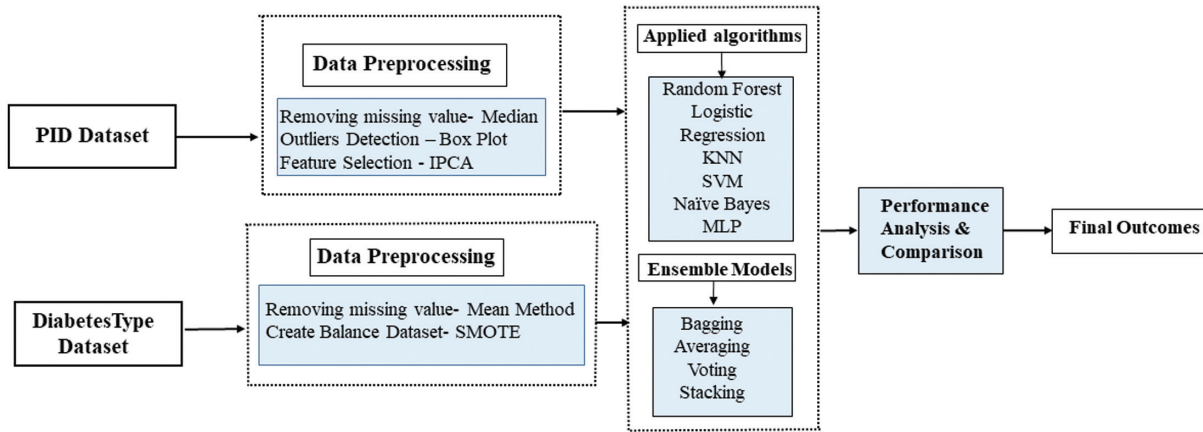 PID Dataset
Data Preprocessing
Removing missing value- Median
Outliers Detection – Box Plot
Feature Selection - IPCA
DiabetesType
Dataset
Data Preprocessing
Removing missing value- Mean Method
Create Balance Dataset- SMOTE
Applied algorithms
Random Forest
Logistic
Regression
KNN
SVM
Naïve Bayes
MLP
Ensemble Models
Bagging
Averaging
Voting
Stacking
Performance
Analysis &
Comparison
Final Outcomes